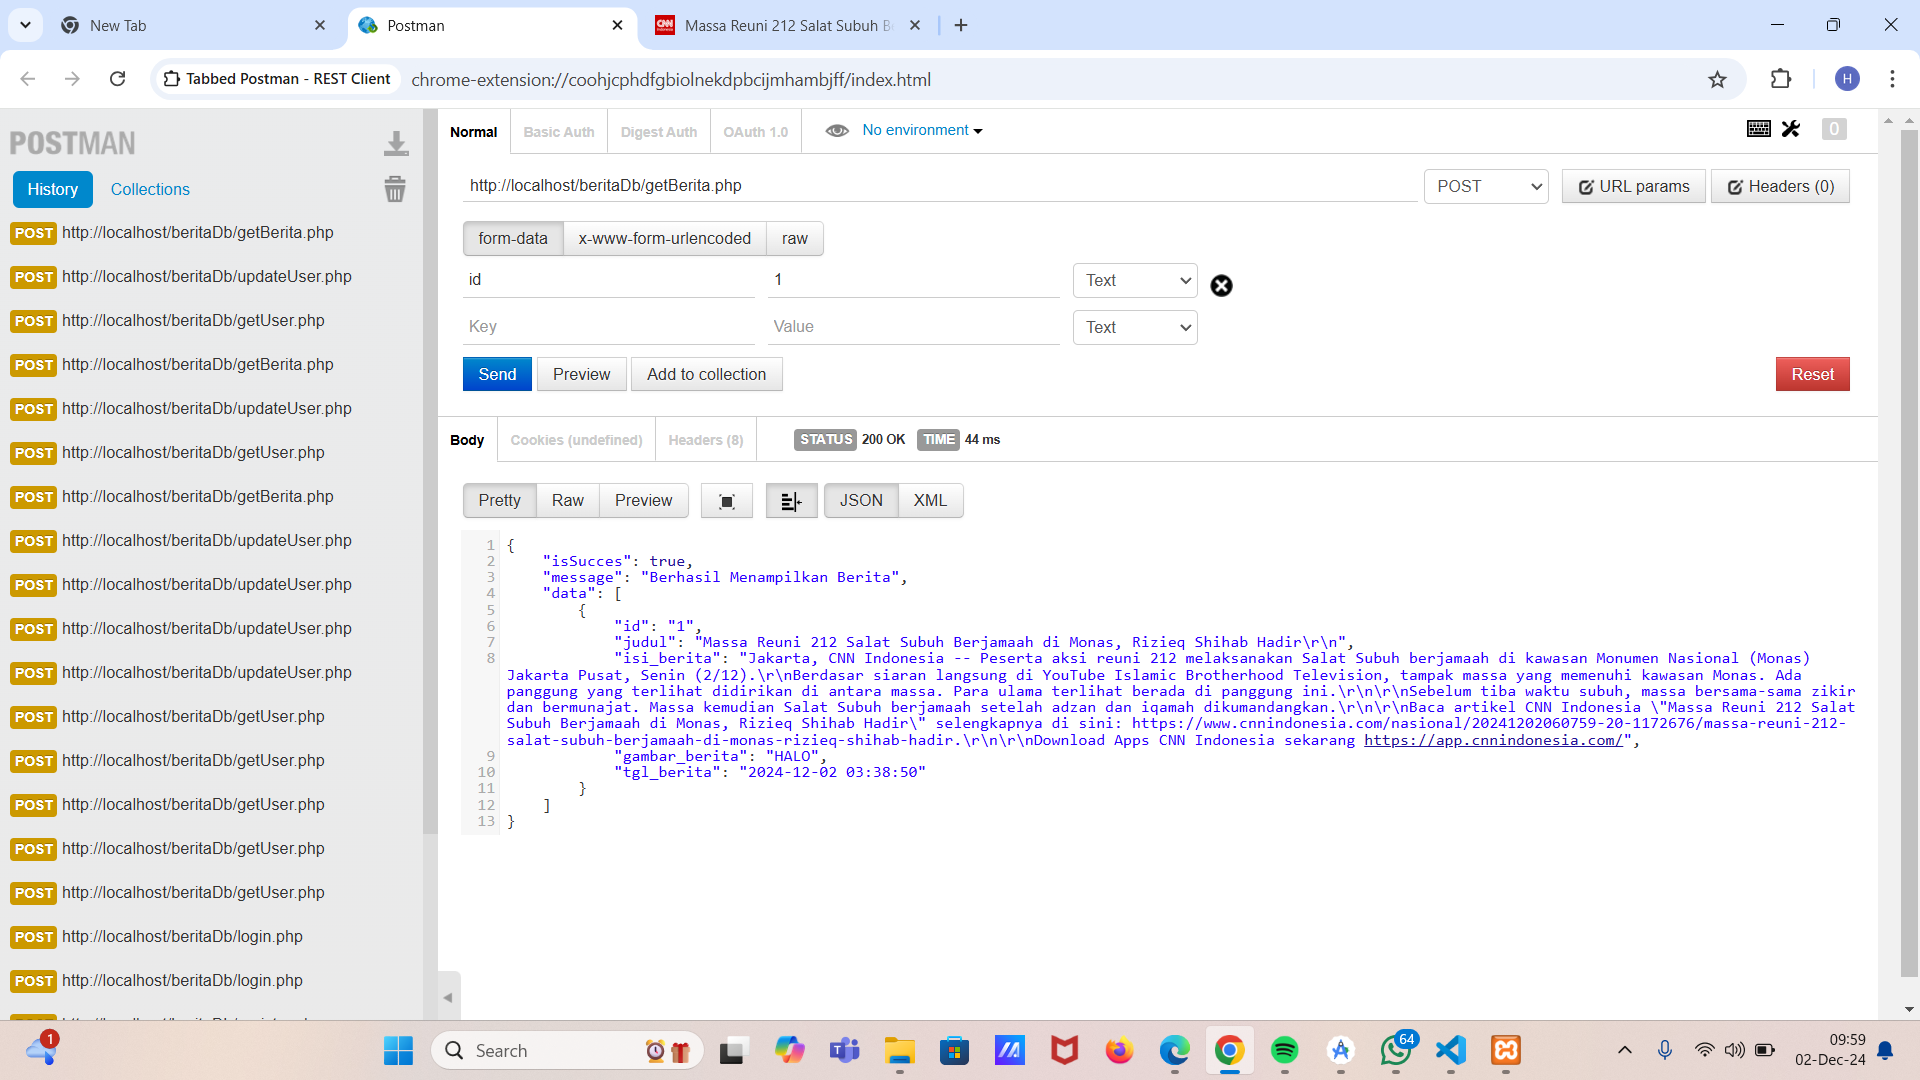 New Tab
Postman
Massa Reuni 212 Salat Subuh B
Tabbed Postman - REST Client
chrome-extension://coohjcphdfgbiolnekdpbcijmhambjff/index.html
H
POSTMAN
History
Collections
POST http://localhost/beritaDb/getBerita.php
POST http://localhost/beritaDb/updateUser.php
POST http://localhost/beritaDb/getUser.php
POST http://localhost/beritaDb/getBerita.php
POST http://localhost/beritaDb/updateUser.php
POST http://localhost/beritaDb/getUser.php
POST http://localhost/beritaDb/getBerita.php
POST http://localhost/beritaDb/updateUser.php
POST http://localhost/beritaDb/updateUser.php
POST http://localhost/beritaDb/updateUser.php
POST http://localhost/beritaDb/updateUser.php
POST http://localhost/beritaDb/getUser.php
POST http://localhost/beritaDb/getUser.php
POST http://localhost/beritaDb/getUser.php
POST http://localhost/beritaDb/getUser.php
POST http://localhost/beritaDb/getUser.php
POST http://localhost/beritaDb/login.php
POST http://localhost/beritaDb/login.php
Normal
Basic Auth
Digest Auth
OAuth 1.0
No environment
0
http://localhost/beritaDb/getBerita.php
POST
URL params
Headers (0)
form-data
x-www-form-urlencoded
raw
id
1
Text
Key
Value
Text
Send
Preview
Add to collection
Reset
Body
Cookies (undefined)
Headers (8)
STATUS 200 OK TIME 44 ms
Pretty
Raw
Preview
JSON
XML
1 {
2 "isSucces": true,
3 "message": "Berhasil Menampilkan Berita",
4 "data": [
5 {
6 "id": "1",
7 "judul": "Massa Reuni 212 Salat Subuh Berjamaah di Monas, Rizieq Shihab Hadir\r\n",
8 "isi_berita": "Jakarta, CNN Indonesia -- Peserta aksi reuni 212 melaksanakan Salat Subuh berjamaah di kawasan Monumen Nasional (Monas)
Jakarta Pusat, Senin (2/12).\r\nBerdasar siaran langsung di YouTube Islamic Brotherhood Television, tampak massa yang memenuhi kawasan Monas. Ada
panggung yang terlihat didirikan di antara massa. Para ulama terlihat berada di panggung ini.\r\n\r\nSebelum tiba waktu subuh, massa bersama-sama zikir
dan bermunajat. Massa kemudian Salat Subuh berjamaah setelah adzan dan iqamah dikumandangkan.\r\n\r\nBaca artikel CNN Indonesia \"Massa Reuni 212 Salat
Subuh Berjamaah di Monas, Rizieq Shihab Hadir\" selengkapnya di sini: https://www.cnnindonesia.com/nasional/20241202060759-20-1172676/massa-reuni-212-
salat-subuh-berjamaah-di-monas-rizieq-shihab-hadir.\r\n\r\nDownload Apps CNN Indonesia sekarang https://app.cnnindonesia.com/",
9 "gambar_berita": "HALO",
10 "tgl_berita": "2024-12-02 03:38:50"
11 }
12 ]
13 }
1
Search
64
09:59
02-Dec-24